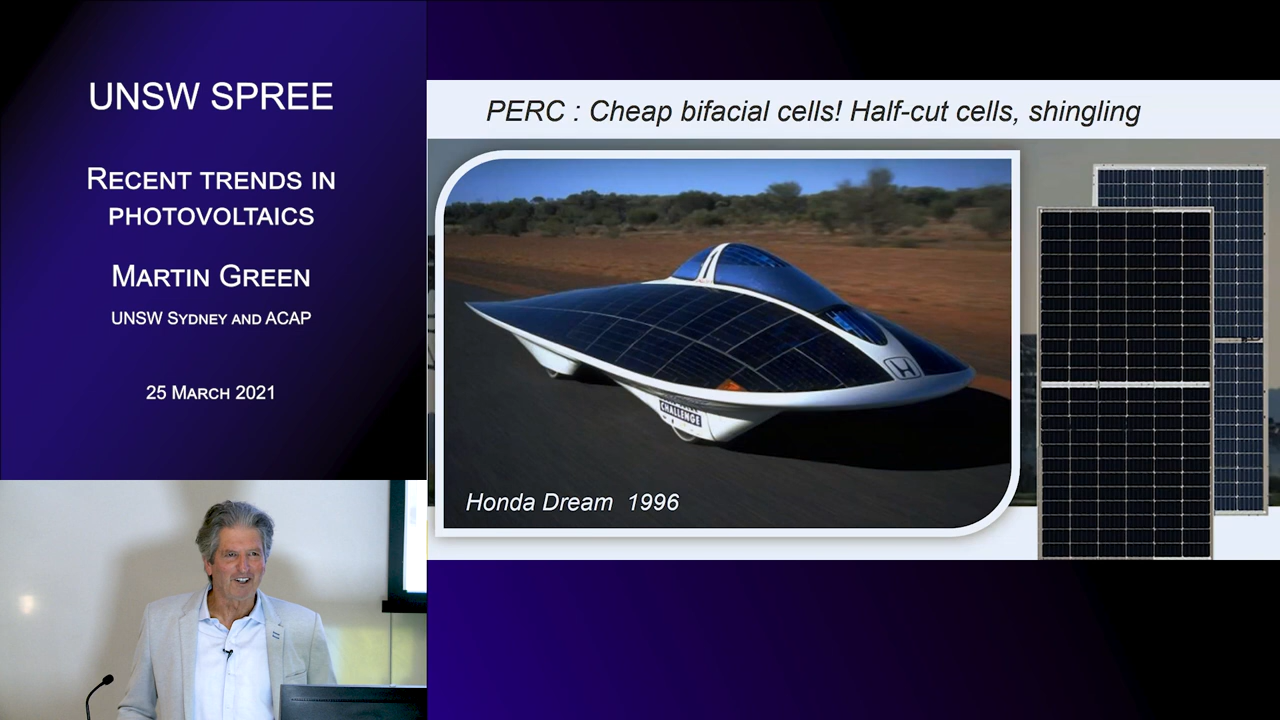 UNSW SPREE
RECENT TRENDS IN
PHOTOVOLTAICS
MARTIN GREEN
UNSW SYDNEY AND ACAP
25 MARCH 2021
PERC : Cheap bifacial cells! Half-cut cells, shingling
CHALLENGE
Honda Dream 1996